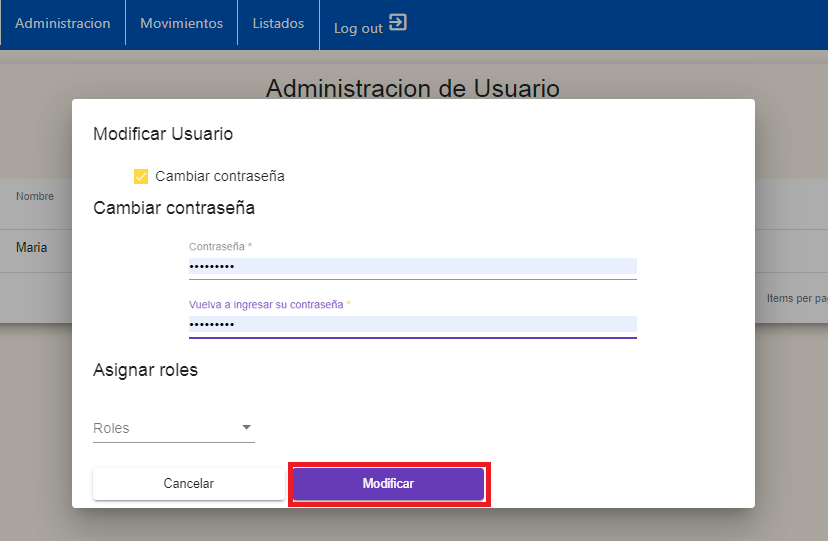 Administracion Movimientos Listados Log out
Administracion de Usuario
Modificar Usuario
Cambiar contraseña
Cambiar contraseña
Nombre
Maria
Contraseña *
•••••••••
Vuelva a ingresar su contraseña *
•••••••••
Items per
Asignar roles
Roles
Cancelar Modificar